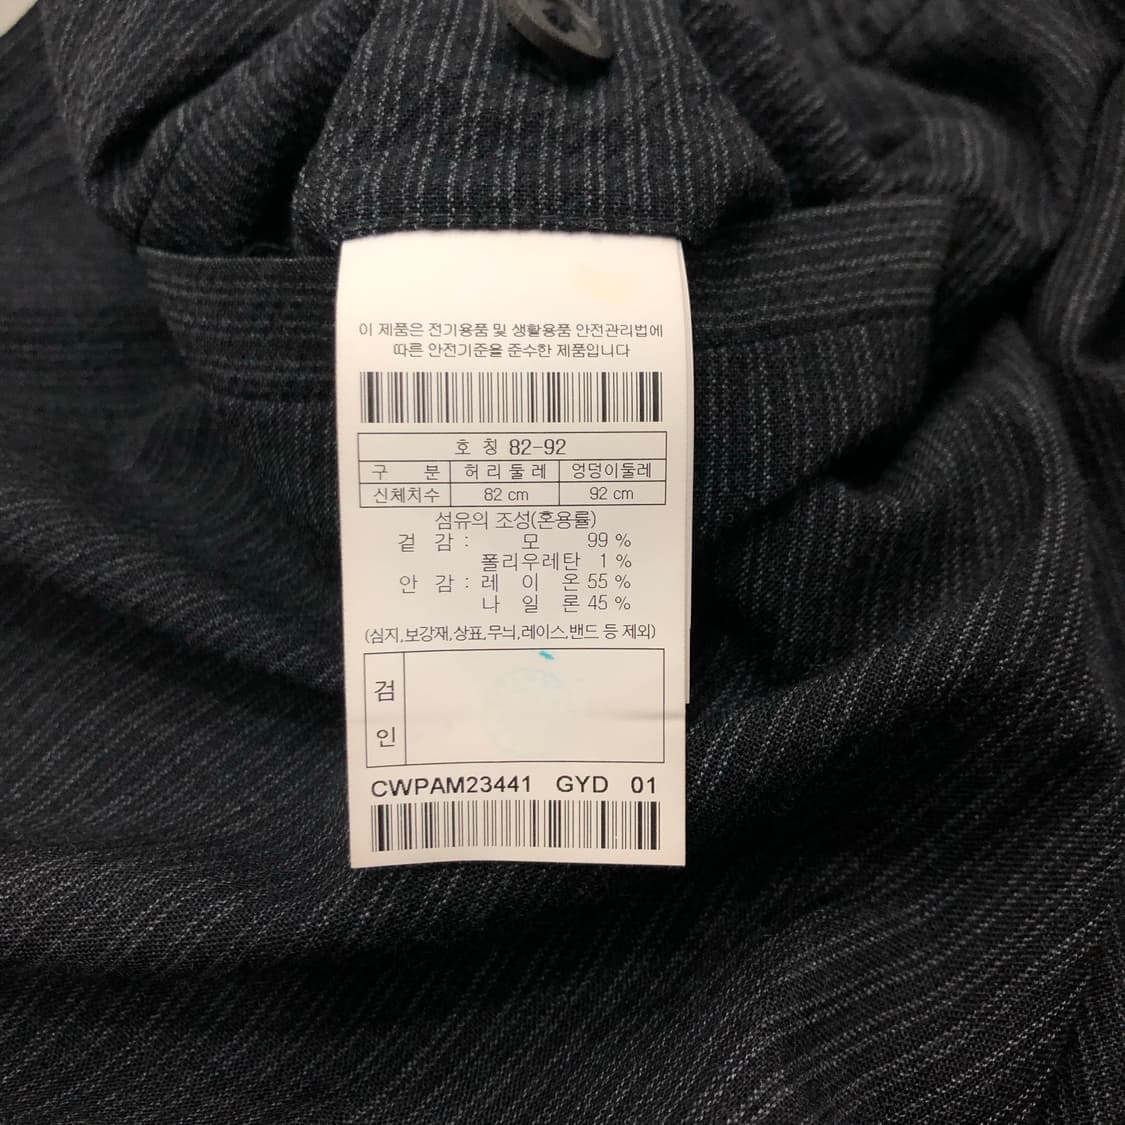 이 제품은 전기용품 및 생활용품 안전관리법에
따른 안전기준을 준수한 제품입니다
호 칭 82-92
구 분 허리둘레 엉덩이둘레
신체치수 82 cm 92 cm
섬유의 조성(혼용률)
겉 감 : 모 99 %
폴리우레탄 1 %
안 감 : 레 이 온 55 %
나 일 론 45 %
(심지,보강재,상표,무늬,레이스,밴드 등 제외)
검
인
CWPAM23441 GYD 01